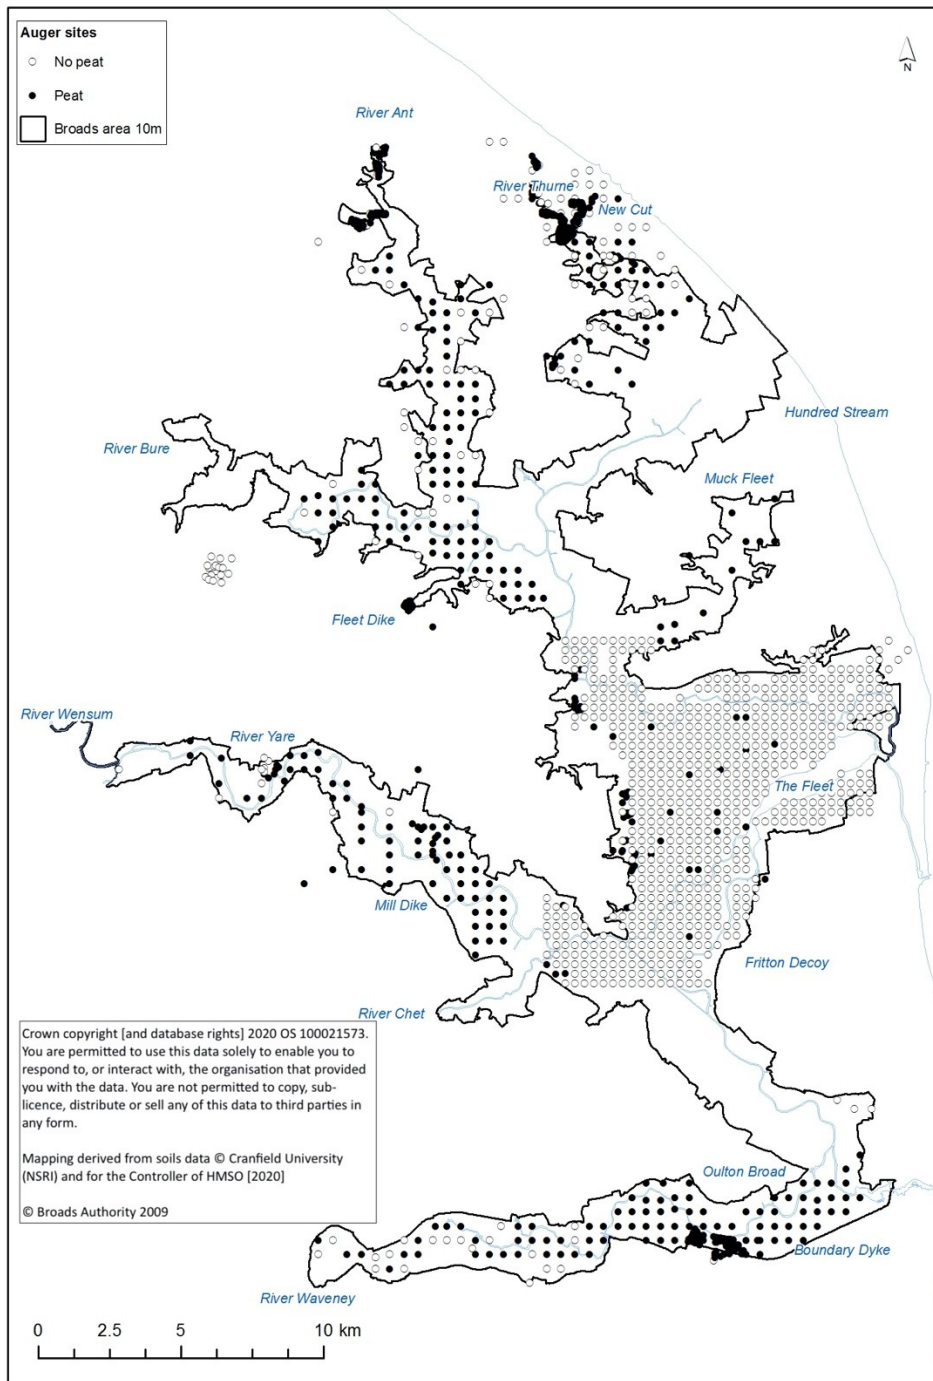 Auger sites
No peat
Peat
Broads area 10m
N
River Ant
River Thurne
New Cut
Hundred Stream
River Bure
Muck Fleet
Fleet Dike
River Wensum
River Yare
The Fleet
Mill Dike
Fritton Decoy
River Chet
Crown copyright [and database rights] 2020 OS 100021573.
You are permitted to use this data solely to enable you to
respond to, or interact with, the organisation that provided
you with the data. You are not permitted to copy, sub-
licence, distribute or sell any of this data to third parties in
any form.
Mapping derived from soils data © Cranfield University
(NSRI) and for the Controller of HMSO [2020]
© Broads Authority 2009
Oulton Broad
Boundary Dyke
River Waveney
0 2.5 5 10 km